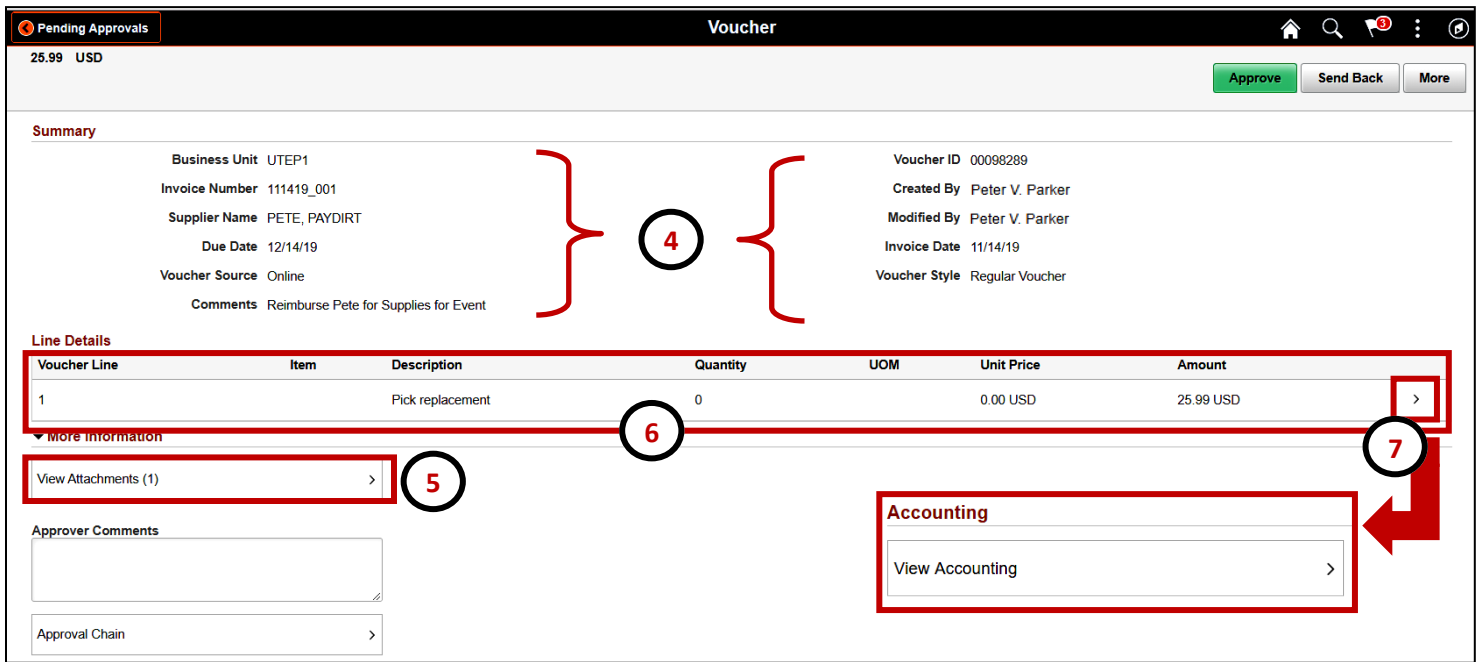 Pending Approvals
Voucher
3
25.99 USD
Approve
Send Back
More
Summary
Business Unit UTEP1
Invoice Number 111419_001
Supplier Name PETE, PAYDIRT
Due Date 12/14/19
Voucher Source Online
Comments Reimburse Pete for Supplies for Event
4
Voucher ID 00098289
Created By Peter V. Parker
Modified By Peter V. Parker
Invoice Date 11/14/19
Voucher Style Regular Voucher
Line Details
Voucher Line Item Description Quantity UOM Unit Price Amount
1 Pick replacement 0 0.00 USD 25.99 USD
6
7
More Information
View Attachments (1)
5
Approver Comments
Approval Chain
Accounting
View Accounting